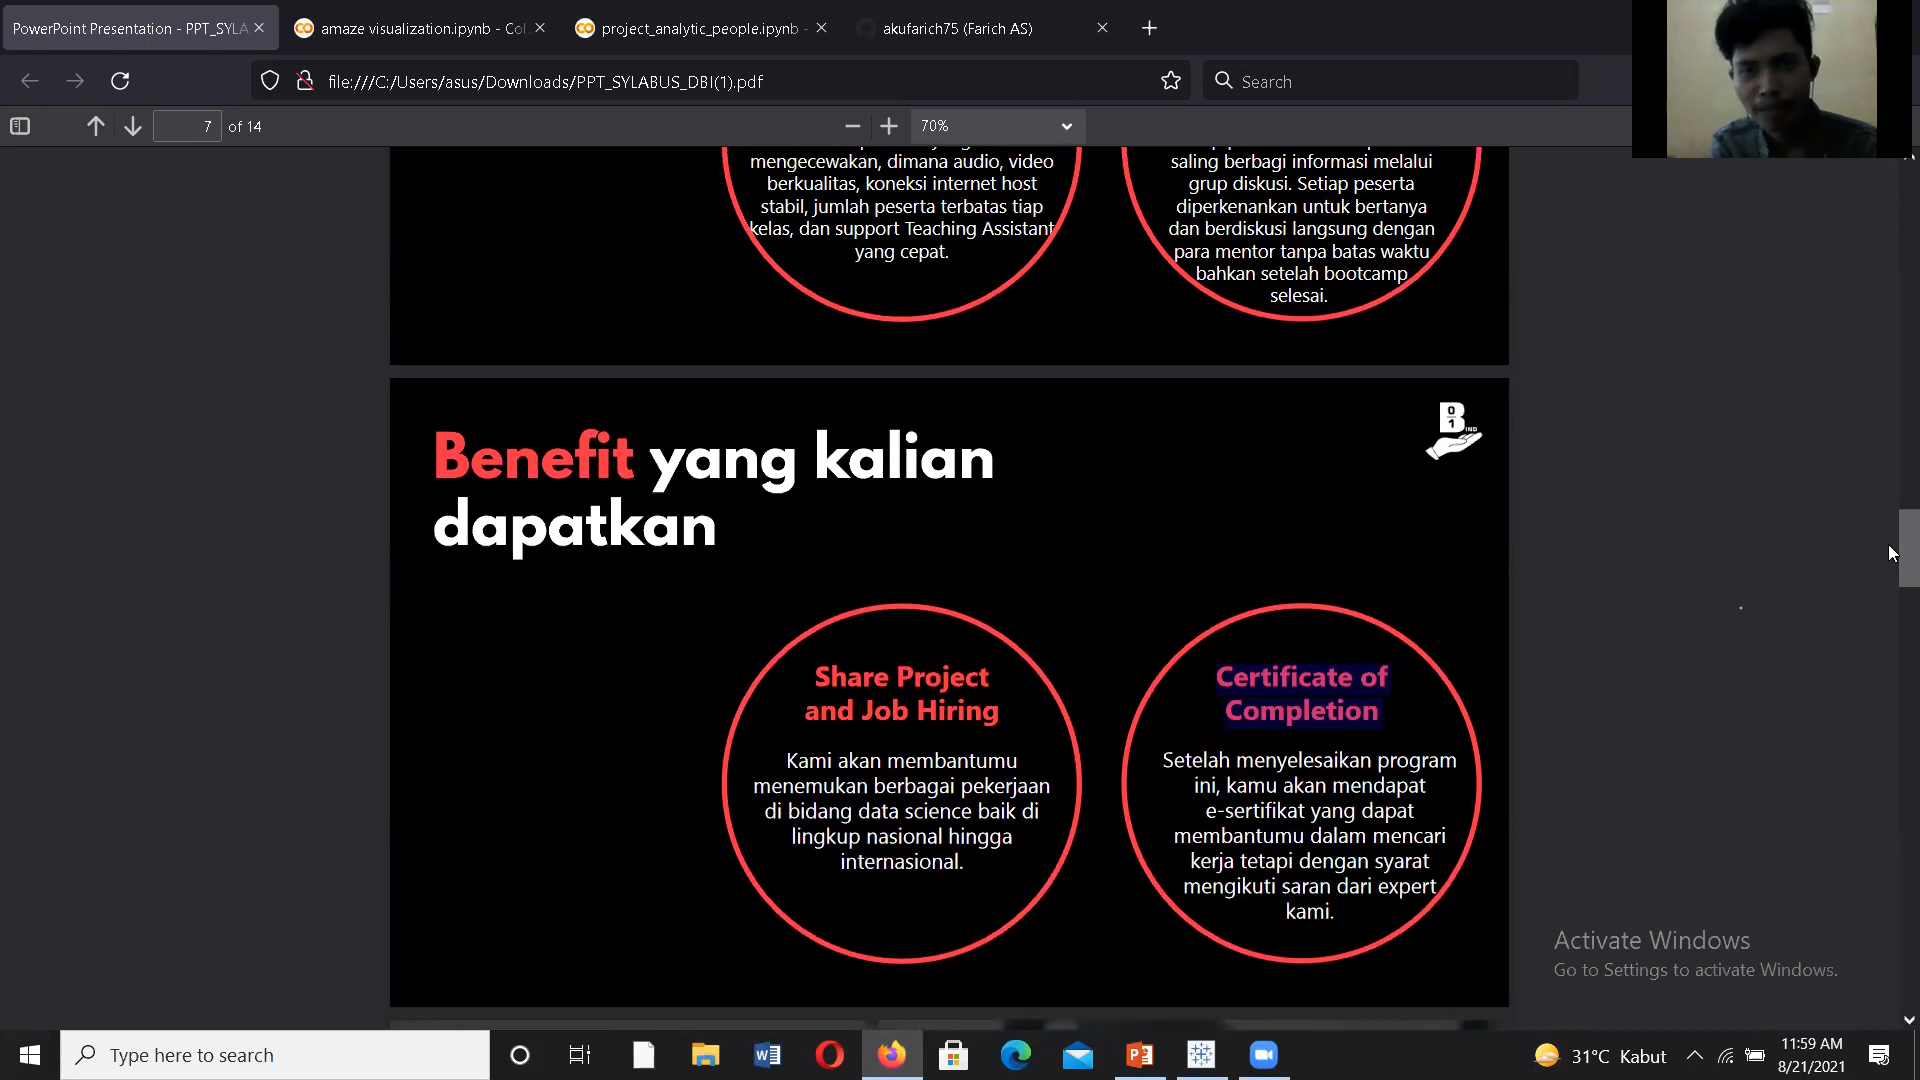 PowerPoint Presentation - PPT_SYLA
amaze visualization.ipynb - Col
project_analytic_people.ipynb -
akufarich75 (Farich AS)
file:///C:/Users/asus/Downloads/PPT_SYLABUS_DBI(1).pdf
Search
7 of 14
70%
mengecewakan, dimana audio, video
berkualitas, koneksi internet host
stabil, jumlah peserta terbatas tiap
kelas, dan support Teaching Assistant
yang cepat.
saling berbagi informasi melalui
grup diskusi. Setiap peserta
diperkenankan untuk bertanya
dan berdiskusi langsung dengan
para mentor tanpa batas waktu
bahkan setelah bootcamp
selesai.
Benefit yang kalian
dapatkan
0
1
IND
Share Project
and Job Hiring
Kami akan membantumu
menemukan berbagai pekerjaan
di bidang data science baik di
lingkup nasional hingga
internasional.
Certificate of
Completion
Setelah menyelesaikan program
ini, kamu akan mendapat
e-sertifikat yang dapat
membantumu dalam mencari
kerja tetapi dengan syarat
mengikuti saran dari expert
kami.
Activate Windows
Go to Settings to activate Windows.
Type here to search
31°C Kabut
11:59 AM
8/21/2021